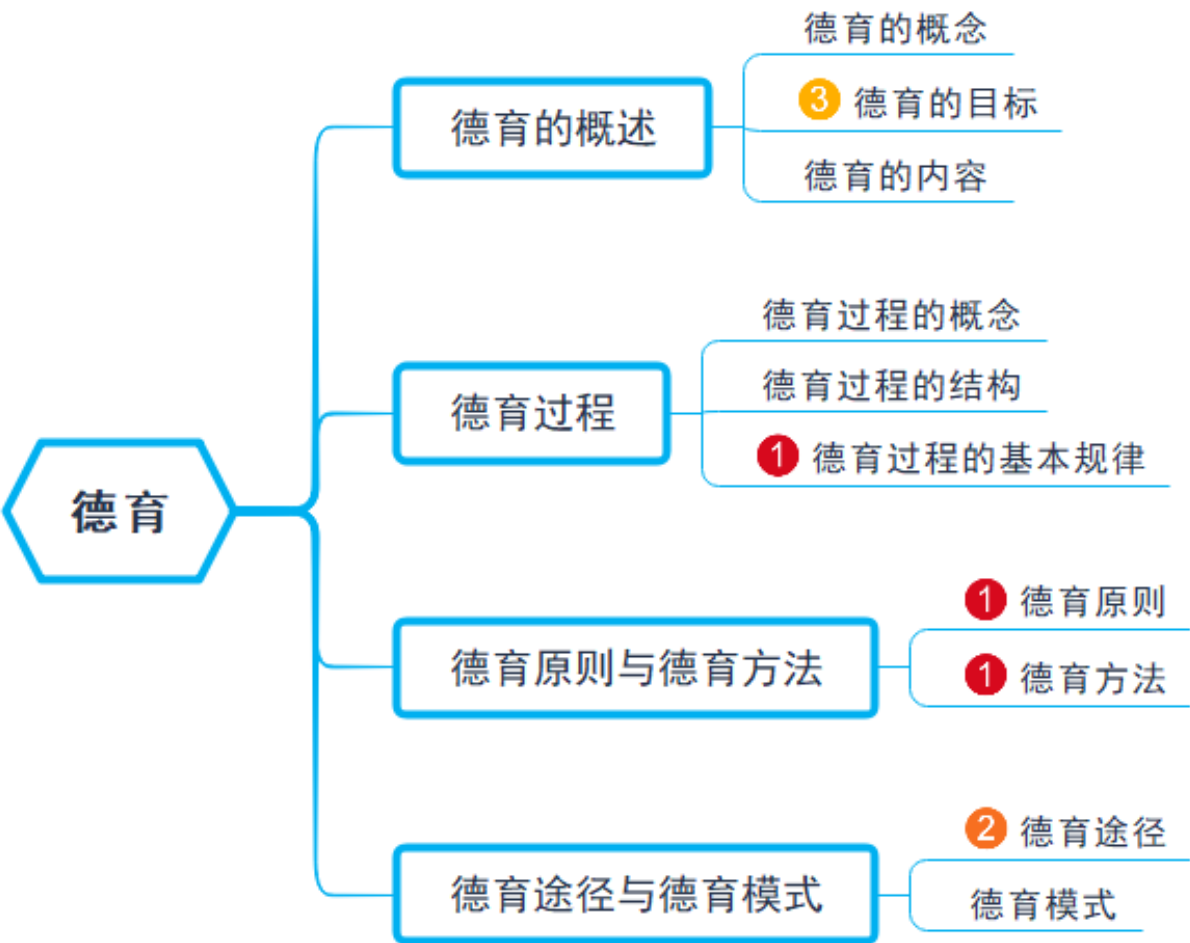 德育
德育的概述
德育的概念
3 德育的目标
德育的内容
德育过程
德育过程的概念
德育过程的结构
1 德育过程的基本规律
德育原则与德育方法
1 德育原则
1 德育方法
德育途径与德育模式
2 德育途径
德育模式